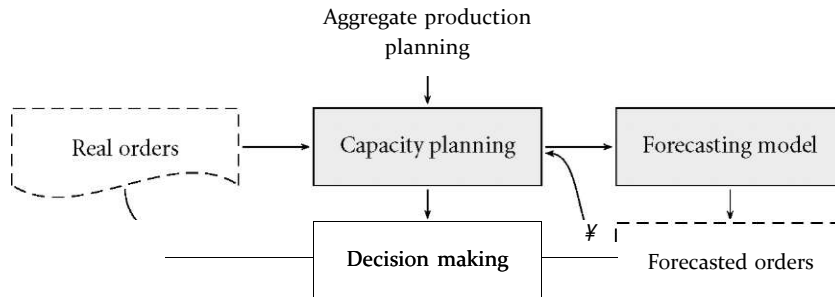 Aggregate production
planning
Real orders
Capacity planning
Forecasting model
¥
Decision making
Forecasted orders